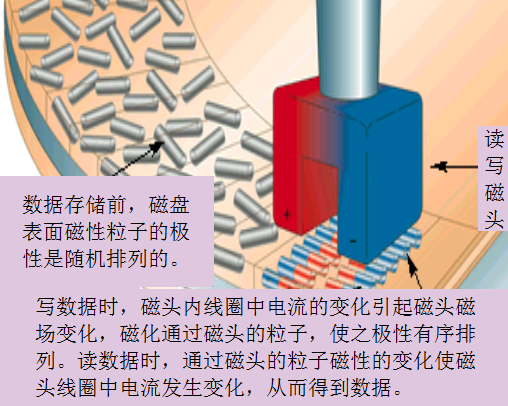 读
写
磁
头
数据存储前，磁盘
表面磁性粒子的极
性是随机排列的。
+
-
写数据时，磁头内线圈中电流的变化引起磁头磁
场变化，磁化通过磁头的粒子，使之极性有序排
列。读数据时，通过磁头的粒子磁性的变化使磁
头线圈中电流发生变化，从而得到数据。